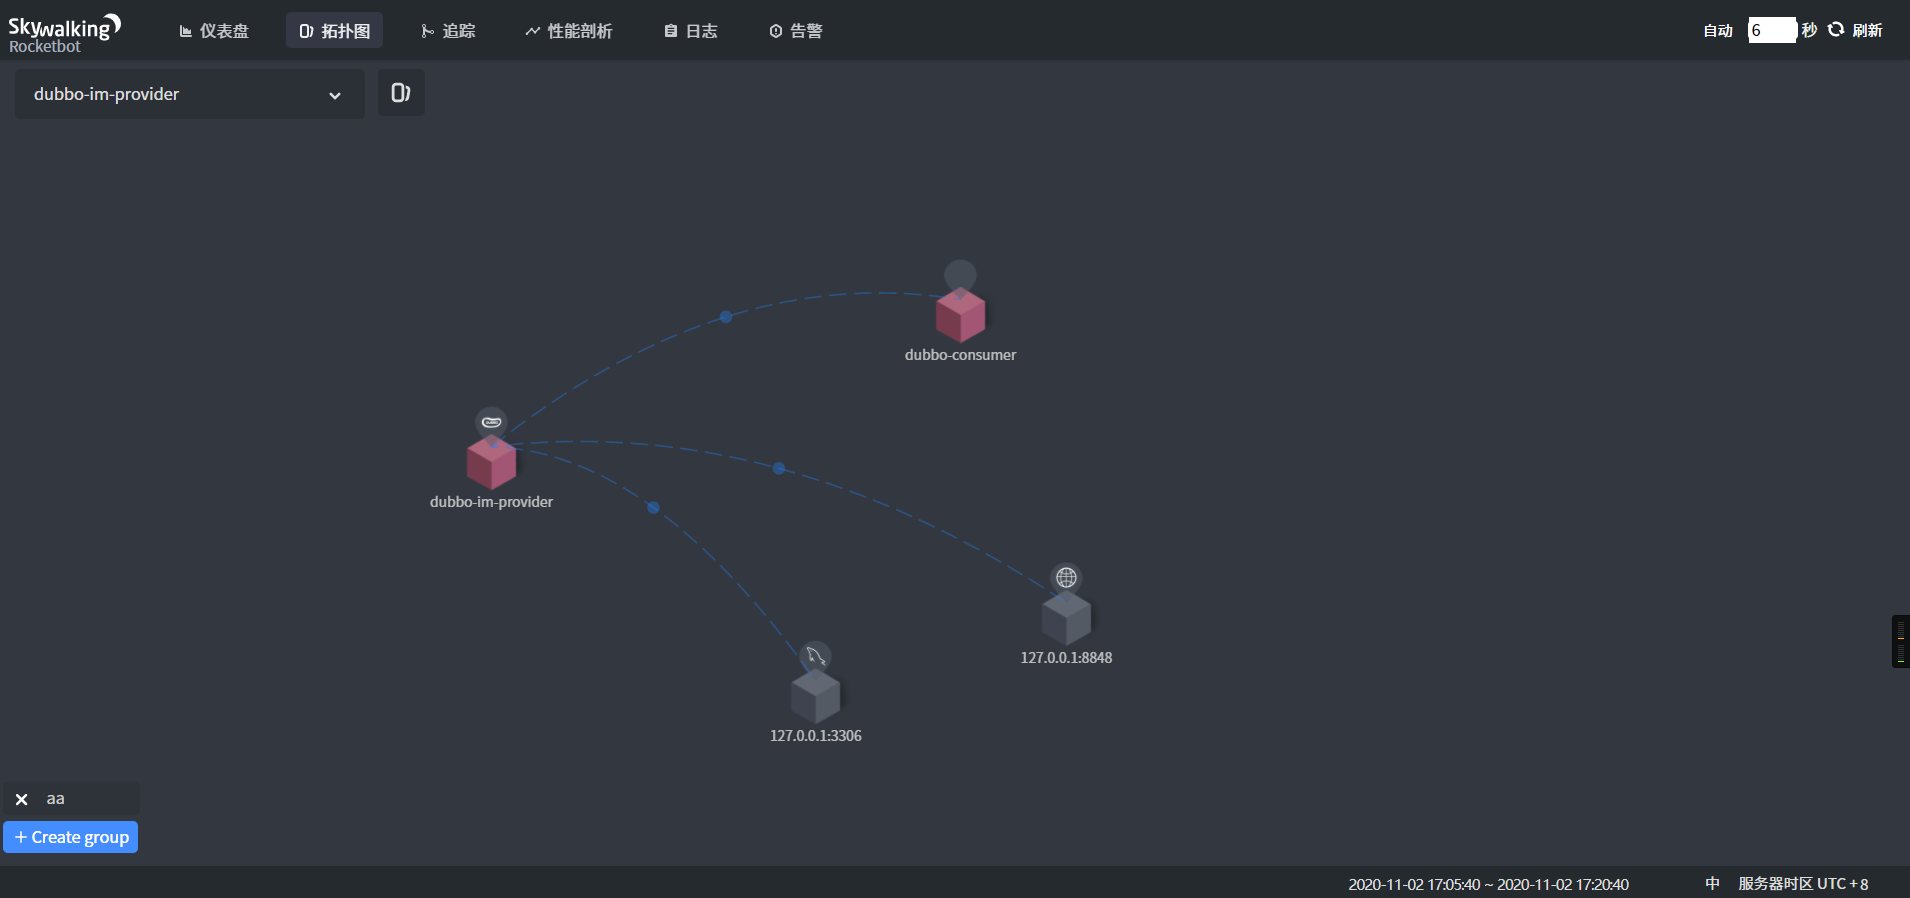 Skywalking
Rocketbot
仪表盘
拓扑图
追踪
性能剖析
日志
告警
自动 6 秒 刷新
dubbo-im-provider
dubbo-consumer
dubbo-im-provider
127.0.0.1:8848
127.0.0.1:3306
aa
+ Create group
2020-11-02 17:05:40 ~ 2020-11-02 17:20:40
中
服务器时区 UTC + 8